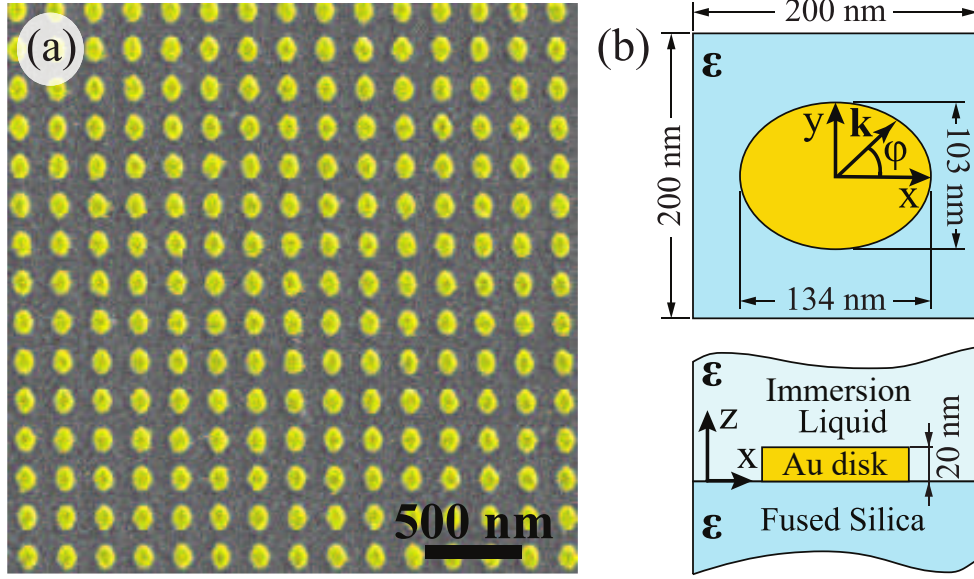 (a)
500 nm
(b)
200 nm
200 nm
ε
y
k
φ
x
103 nm
134 nm
ε
Immersion
Liquid
z
x
Au disk
20 nm
ε
Fused Silica